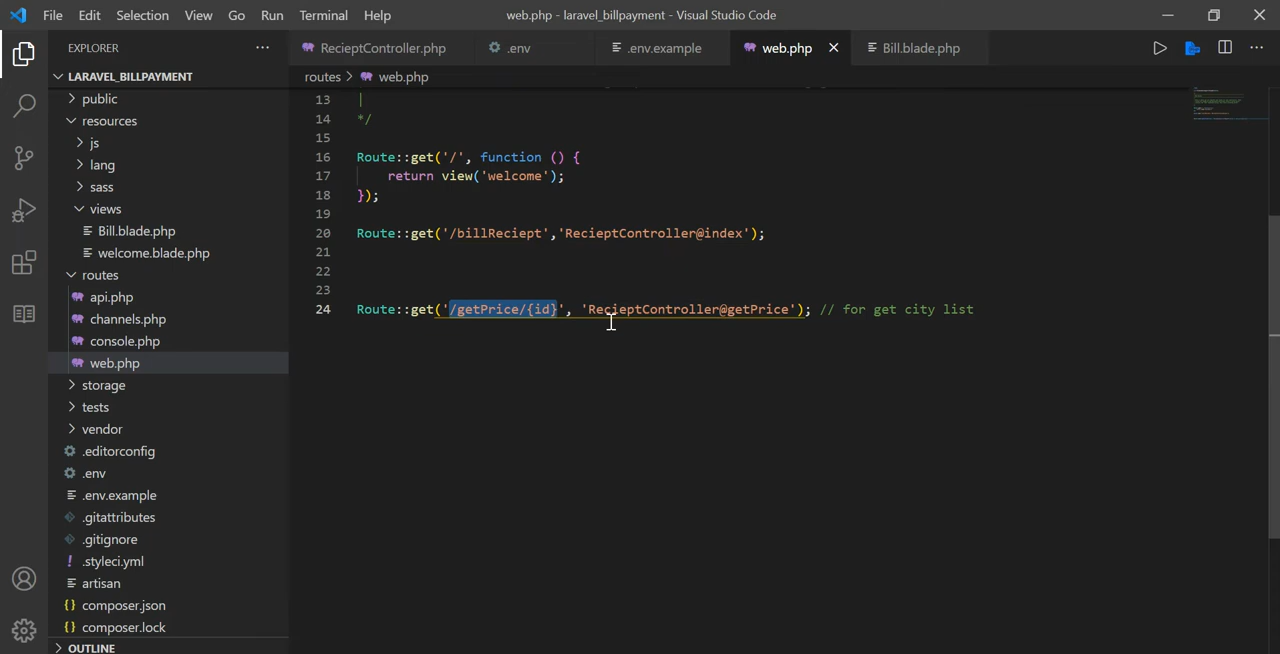 File Edit Selection View Go Run Terminal Help
web.php - laravel_billpayment - Visual Studio Code
EXPLORER
LARAVEL_BILLPAYMENT
public
resources
js
lang
sass
views
Bill.blade.php
welcome.blade.php
routes
api.php
channels.php
console.php
web.php
storage
tests
vendor
.editorconfig
.env
.env.example
.gitattributes
.gitignore
.styleci.yml
artisan
composer.json
composer.lock
OUTLINE
RecieptController.php .env .env.example web.php Bill.blade.php
routes > web.php
13 |
14 */
15
16 Route::get('/', function () {
17 return view('welcome');
18 });
19
20 Route::get('/billReciept','RecieptController@index');
21
22
23
24 Route::get('/getPrice/{id}', 'RecieptController@getPrice'); // for get city list